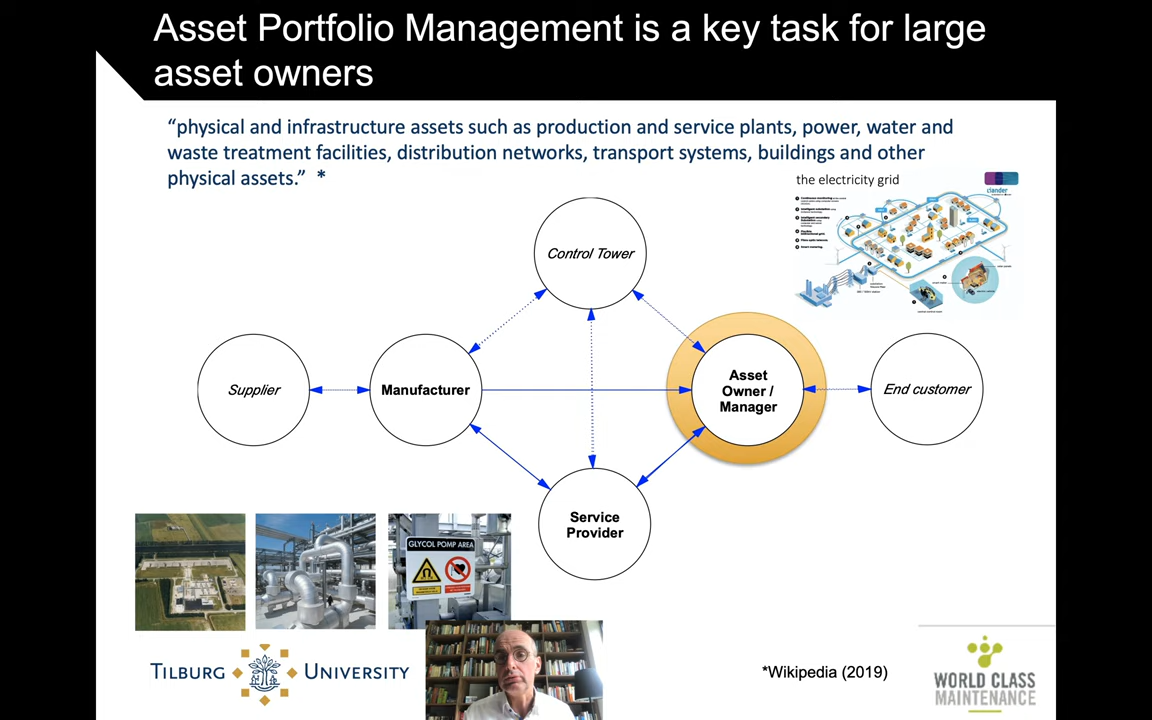 Asset Portfolio Management is a key task for large
asset owners
“physical and infrastructure assets such as production and service plants, power, water and
waste treatment facilities, distribution networks, transport systems, buildings and other
physical assets.” *
the electricity grid
Control Tower
Supplier
Manufacturer
Asset
Owner /
Manager
End customer
Service
Provider
GLYCOL POMP AREA
TILBURG UNIVERSITY
*Wikipedia (2019)
WORLD CLASS
MAINTENANCE